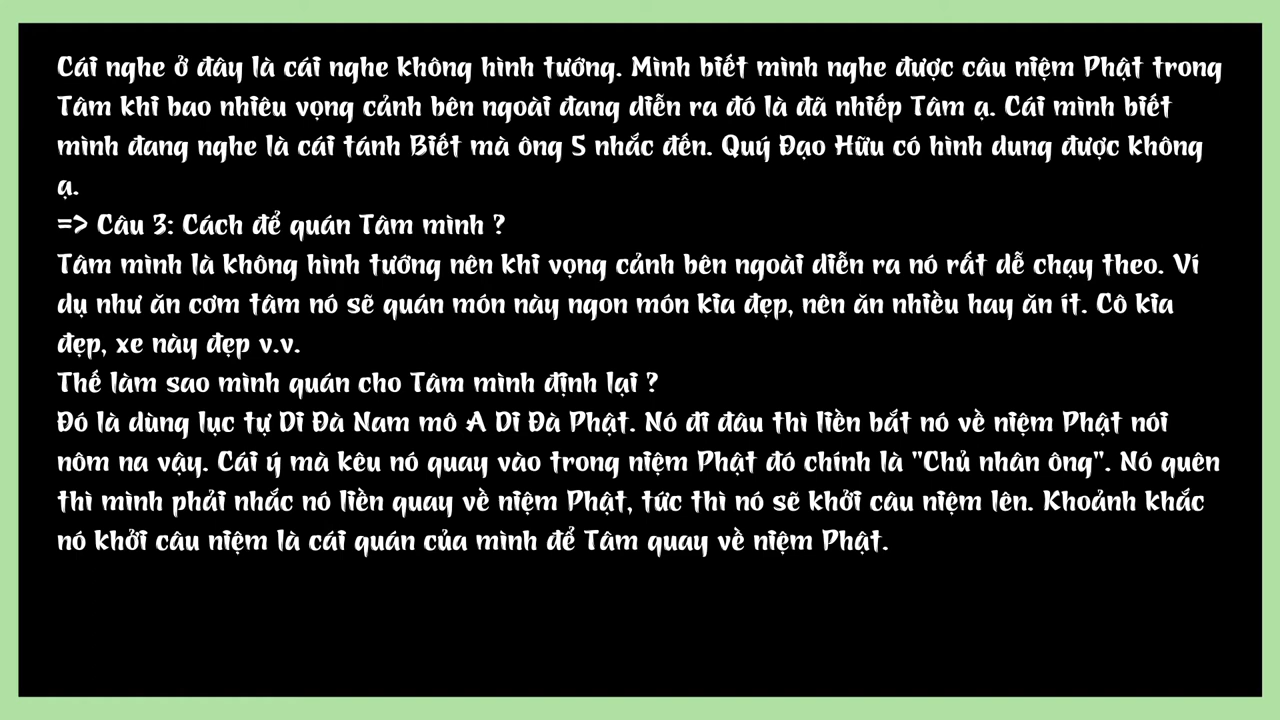 Cái nghe ở đây là cái nghe không hình tướng. Mình biết mình nghe được câu niệm Phật trong
Tâm khi bao nhiêu vọng cảnh bên ngoài đang diễn ra đó là đã nhiếp Tâm ạ. Cái mình biết
mình đang nghe là cái tánh Biết mà ông 5 nhắc đến. Quý Đạo Hữu có hình dung được không
ạ.
=> Câu 3: Cách để quán Tâm mình ?
Tâm mình là không hình tướng nên khi vọng cảnh bên ngoài diễn ra nó rất dễ chạy theo. Ví
dụ như ăn cơm tâm nó sẽ quán món này ngon món kia đẹp, nên ăn nhiều hay ăn ít. Cô kia
đẹp, xe này đẹp v.v.
Thế làm sao mình quán cho Tâm mình định lại ?
Đó là dùng lục tự Di Đà Nam mô A Di Đà Phật. Nó đi đâu thì liền bắt nó về niệm Phật nói
nôm na vậy. Cái ý mà kêu nó quay vào trong niệm Phật đó chính là "Chủ nhân ông". Nó quên
thì mình phải nhắc nó liền quay về niệm Phật, tức thì nó sẽ khởi câu niệm lên. Khoảnh khắc
nó khởi câu niệm là cái quán của mình để Tâm quay về niệm Phật.